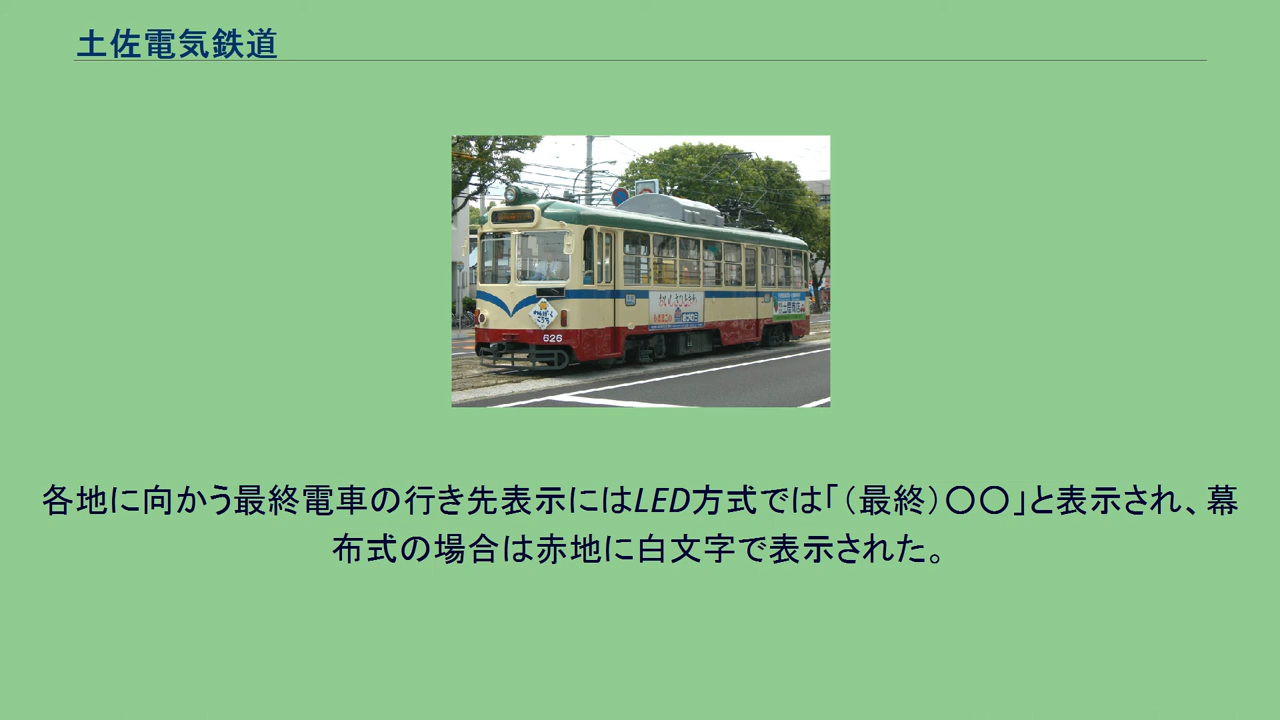 土佐電気鉄道
626
各地に向かう最終電車の行き先表示にはLED方式では「（最終）〇〇」と表示され、幕
布式の場合は赤地に白文字で表示された。